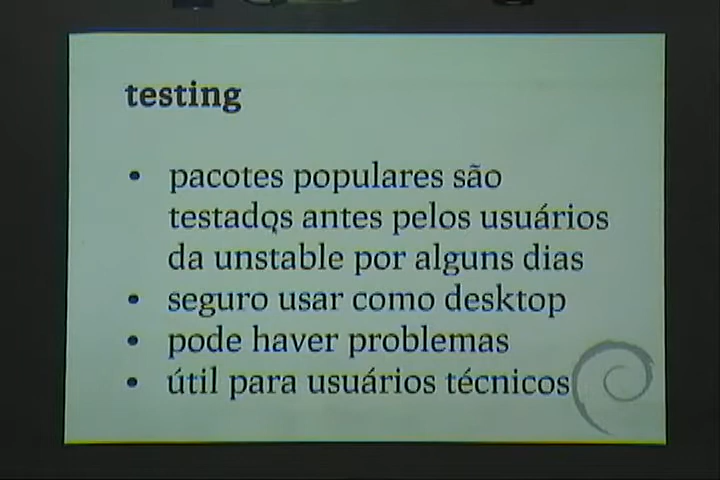 testing
• pacotes populares são
testados antes pelos usuários
da unstable por alguns dias
• seguro usar como desktop
• pode haver problemas
• útil para usuários técnicos